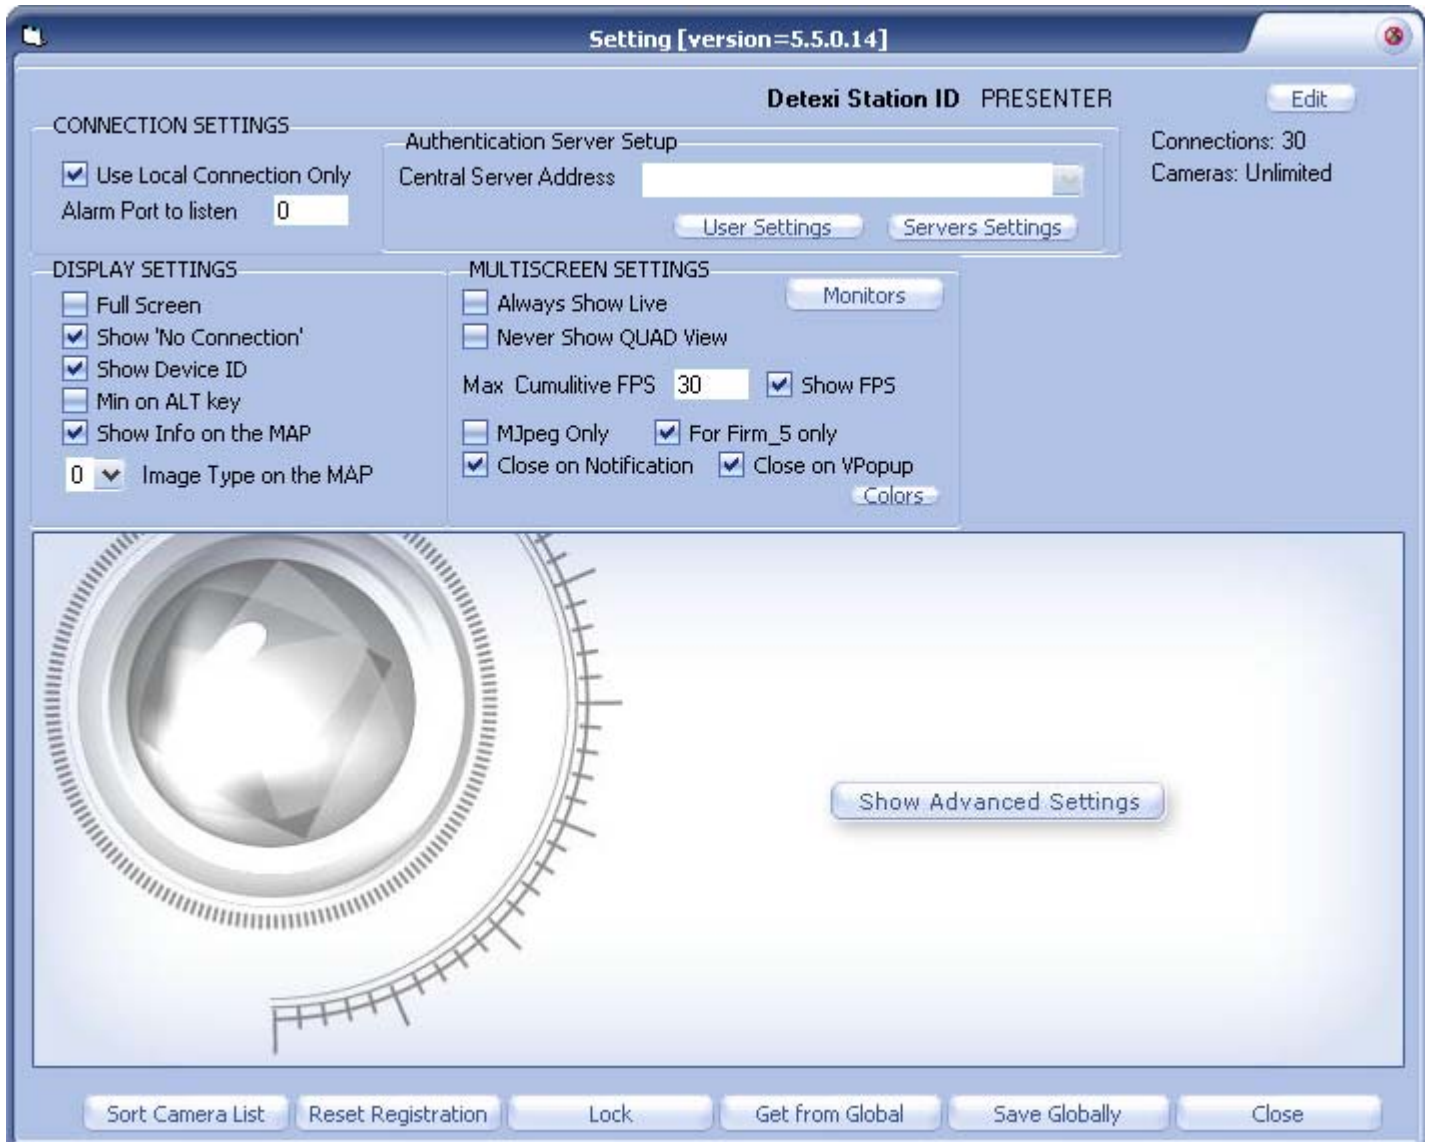 Setting [version=5.5.0.14]
Detexi Station ID PRESENTER Edit
CONNECTION SETTINGS
Use Local Connection Only
Alarm Port to listen 0
Authentication Server Setup
Central Server Address
User Settings Servers Settings
Connections: 30
Cameras: Unlimited
DISPLAY SETTINGS
Full Screen
Show 'No Connection'
Show Device ID
Min on ALT key
Show Info on the MAP
0 Image Type on the MAP
MULTISCREEN SETTINGS
Always Show Live Monitors
Never Show QUAD View
Max Cumulitive FPS 30 Show FPS
MJpeg Only For Firm_5 only
Close on Notification Close on VPopup
Colors
Show Advanced Settings
Sort Camera List Reset Registration Lock Get from Global Save Globally Close